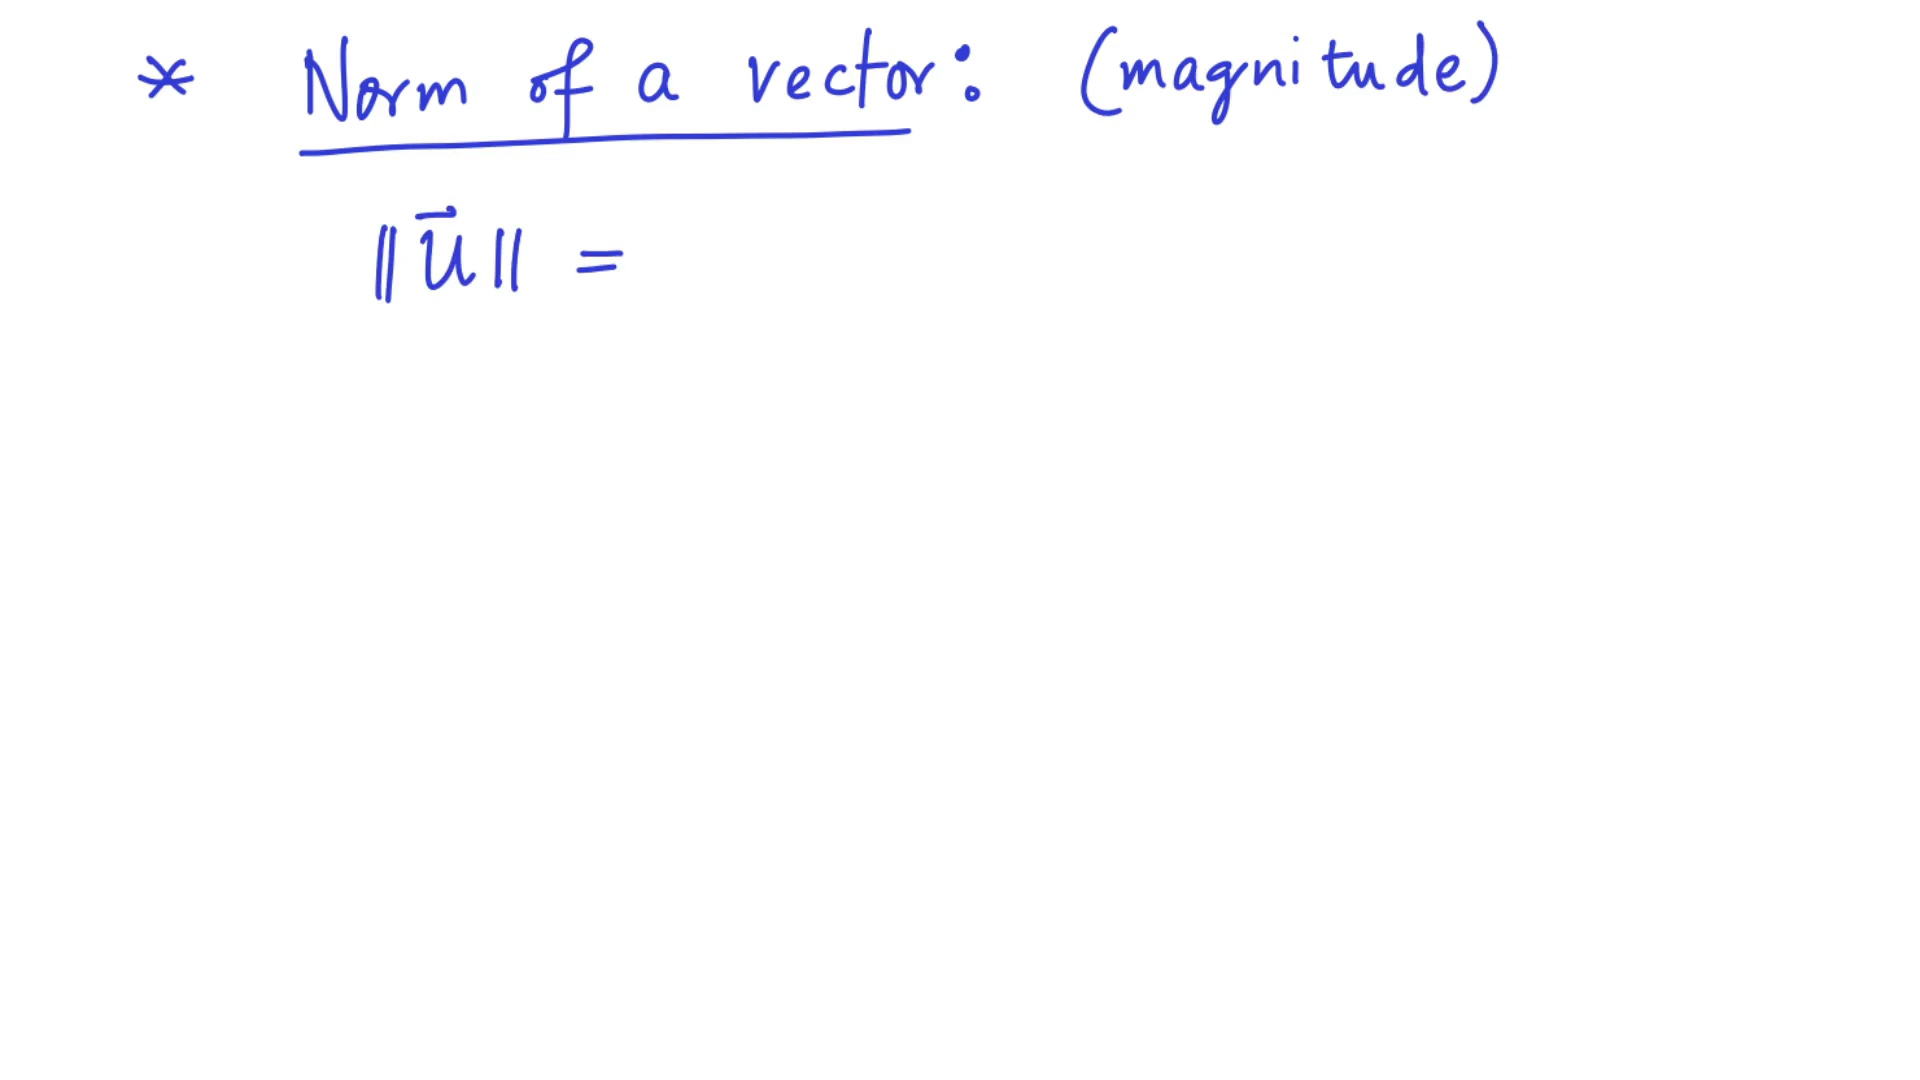 * Norm of a vector: (magnitude)
‖u⃗‖ =